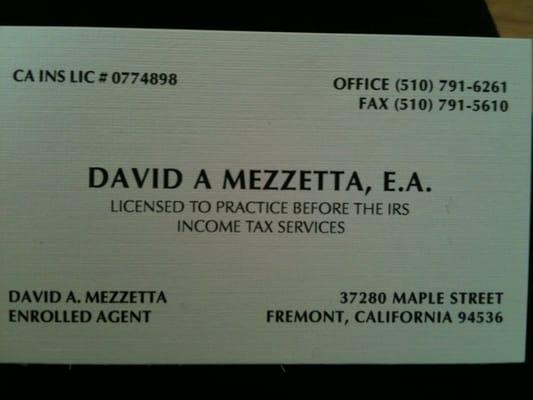 CA INS LIC # 0774898
OFFICE (510) 791-6261
FAX (510) 791-5610
DAVID A MEZZETTA, E.A.
LICENSED TO PRACTICE BEFORE THE IRS
INCOME TAX SERVICES
DAVID A. MEZZETTA
ENROLLED AGENT
37280 MAPLE STREET
FREMONT, CALIFORNIA 94536